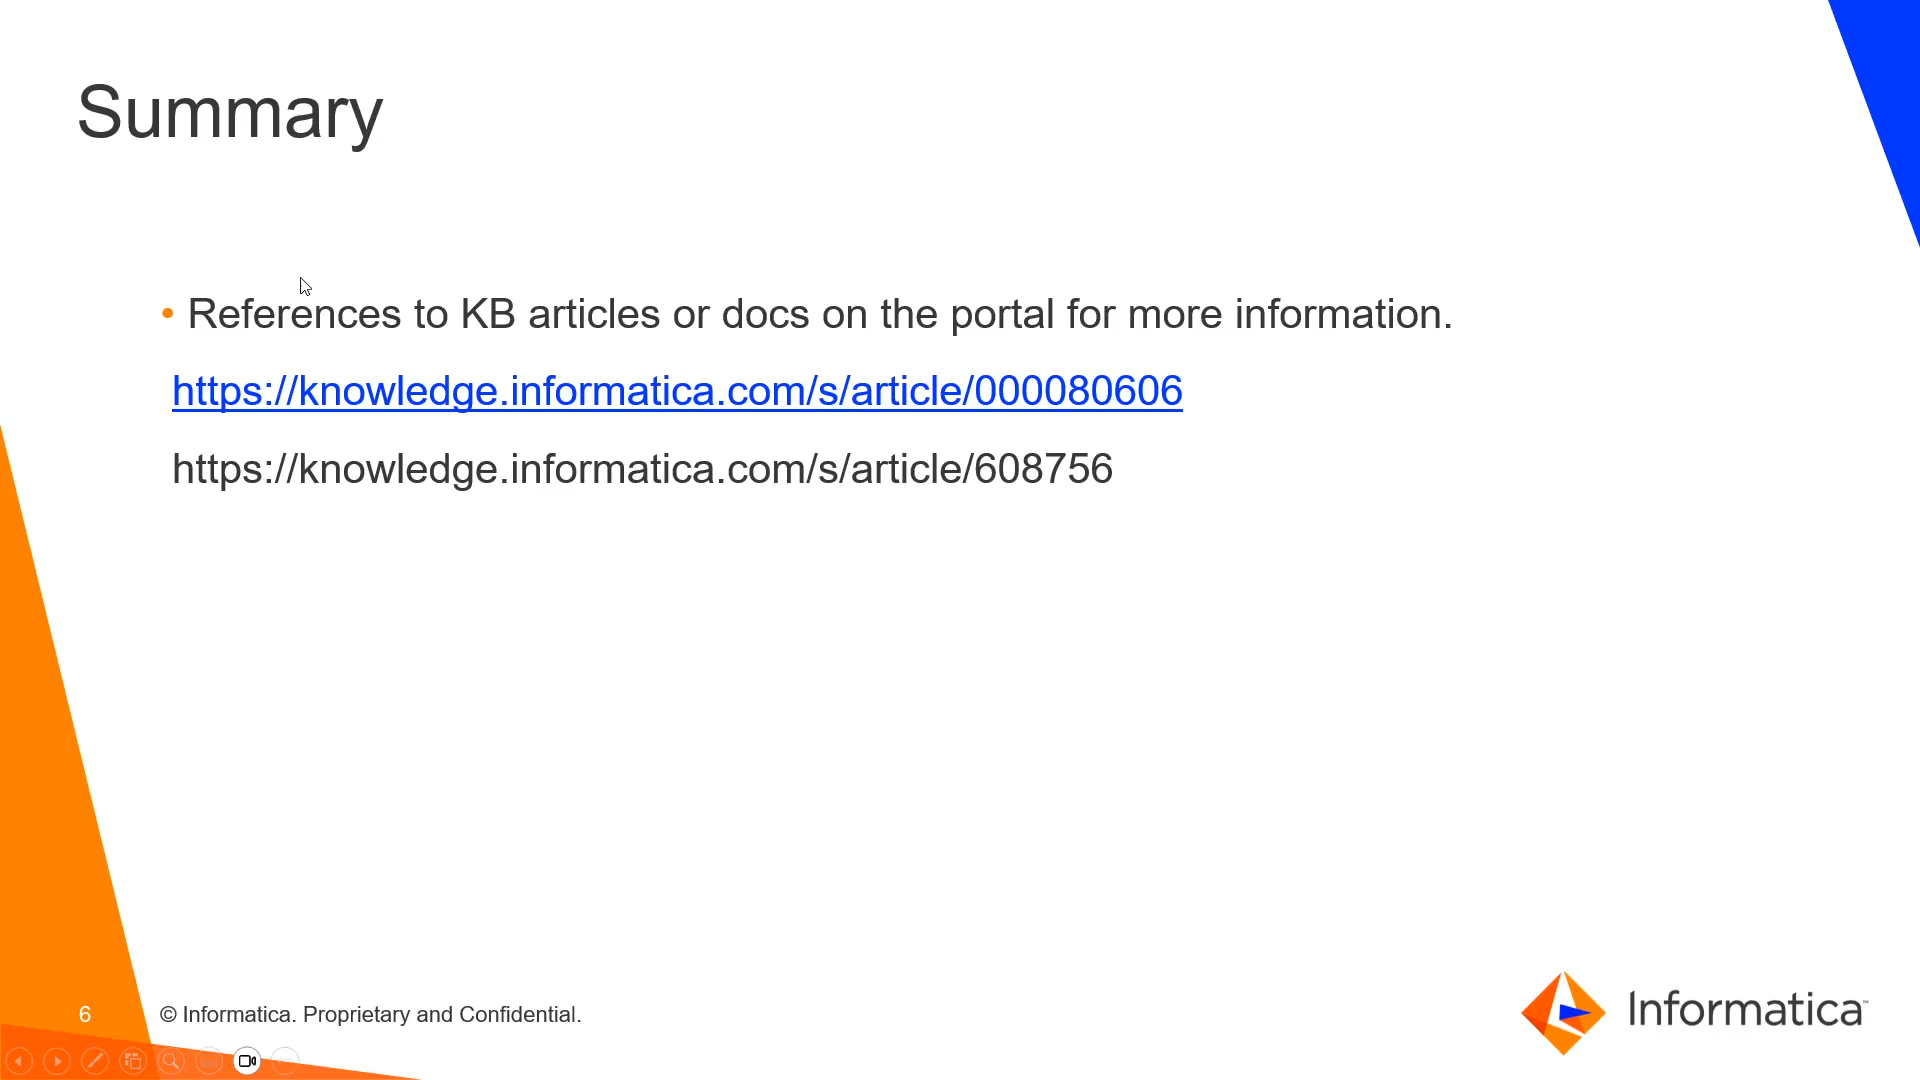 Summary
• References to KB articles or docs on the portal for more information.
https://knowledge.informatica.com/s/article/000080606
https://knowledge.informatica.com/s/article/608756
6
© Informatica. Proprietary and Confidential.
Informatica™